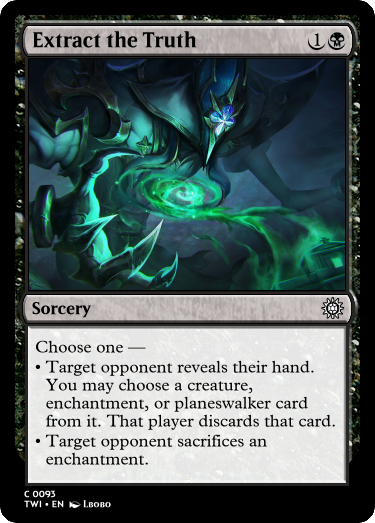 Extract the Truth 1
Sorcery
Choose one —
• Target opponent reveals their hand.
You may choose a creature,
enchantment, or planeswalker card
from it. That player discards that card.
• Target opponent sacrifices an
enchantment.
C 0093
TWI • EN Lbobo